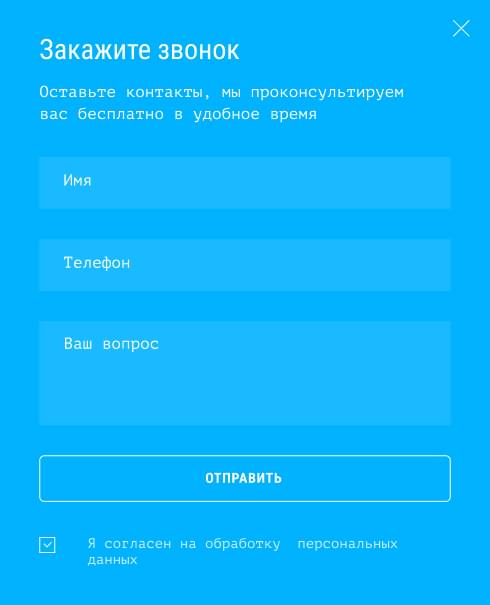 Закажите звонок
Оставьте контакты, мы проконсультируем
вас бесплатно в удобное время
Имя
Телефон
Ваш вопрос
ОТПРАВИТЬ
Я согласен на обработку персональных
данных